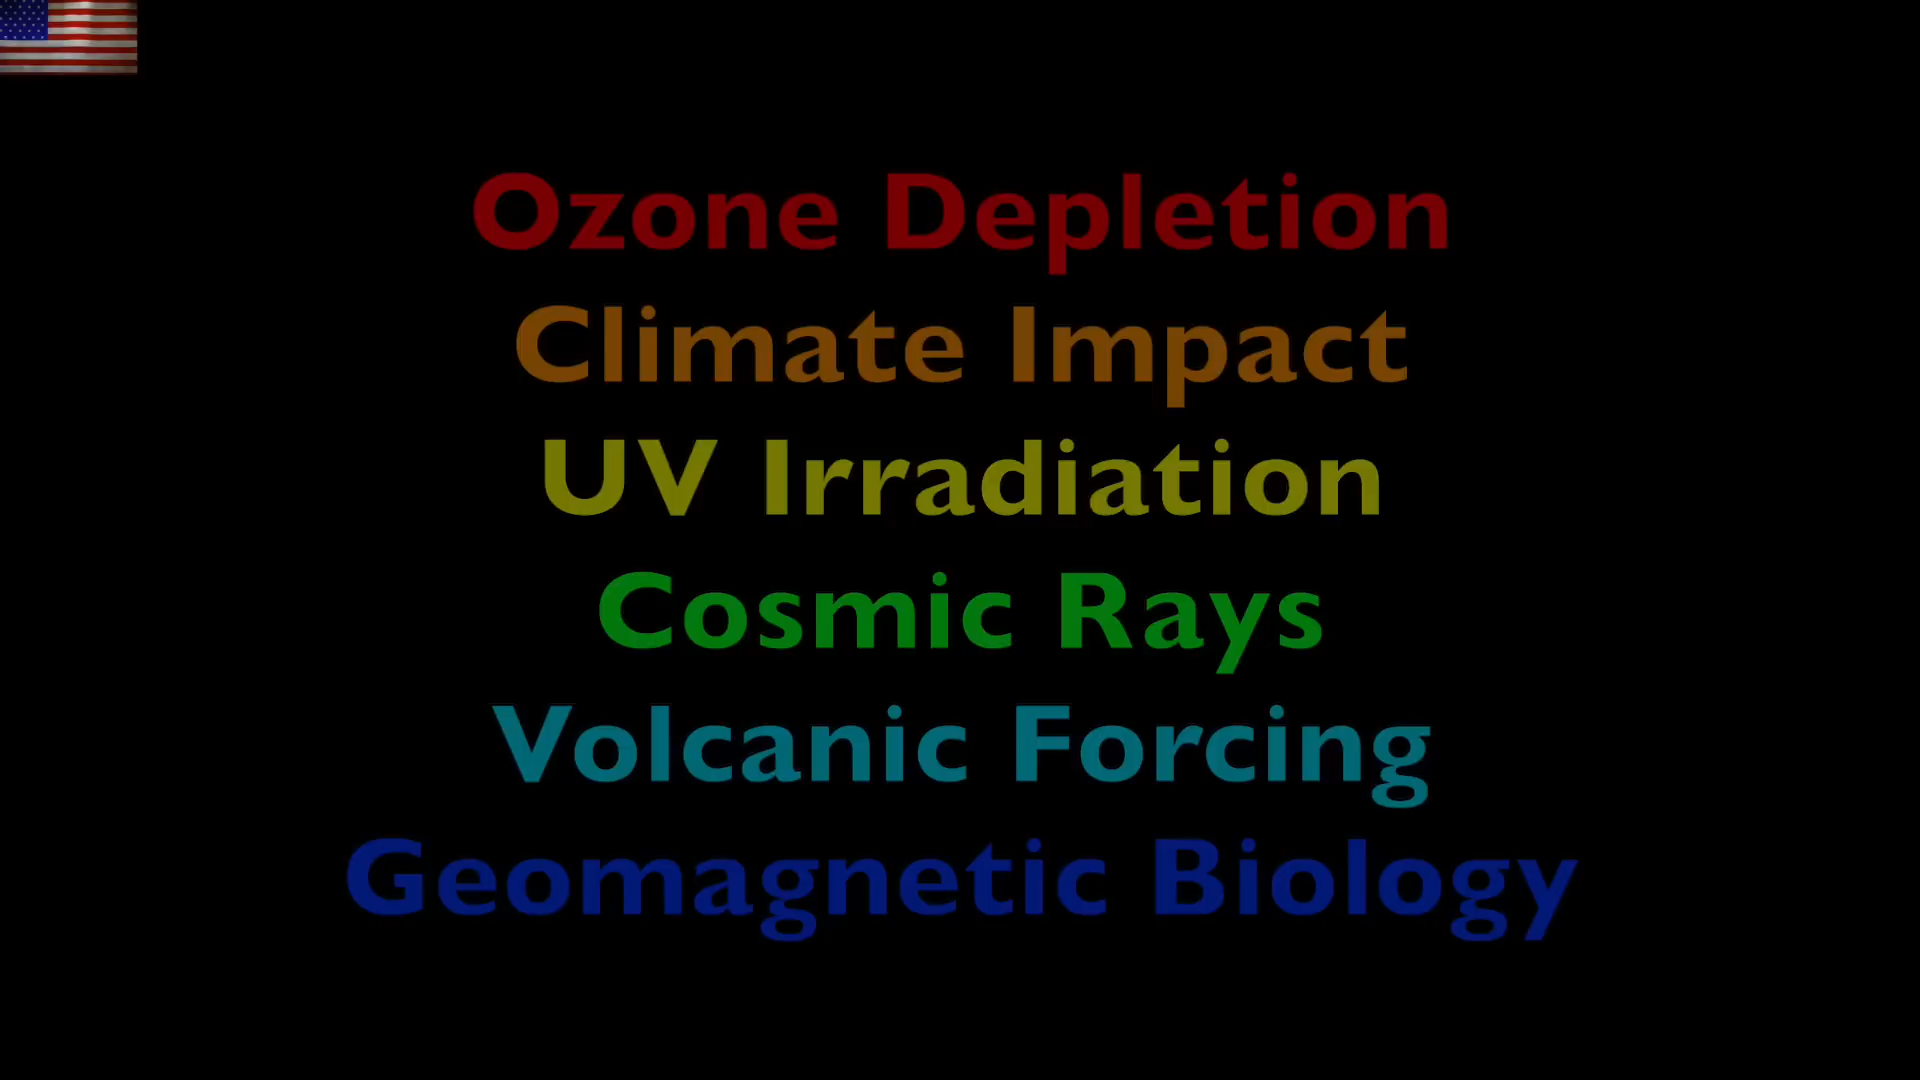 Ozone Depletion
Climate Impact
UV Irradiation
Cosmic Rays
Volcanic Forcing
Geomagnetic Biology